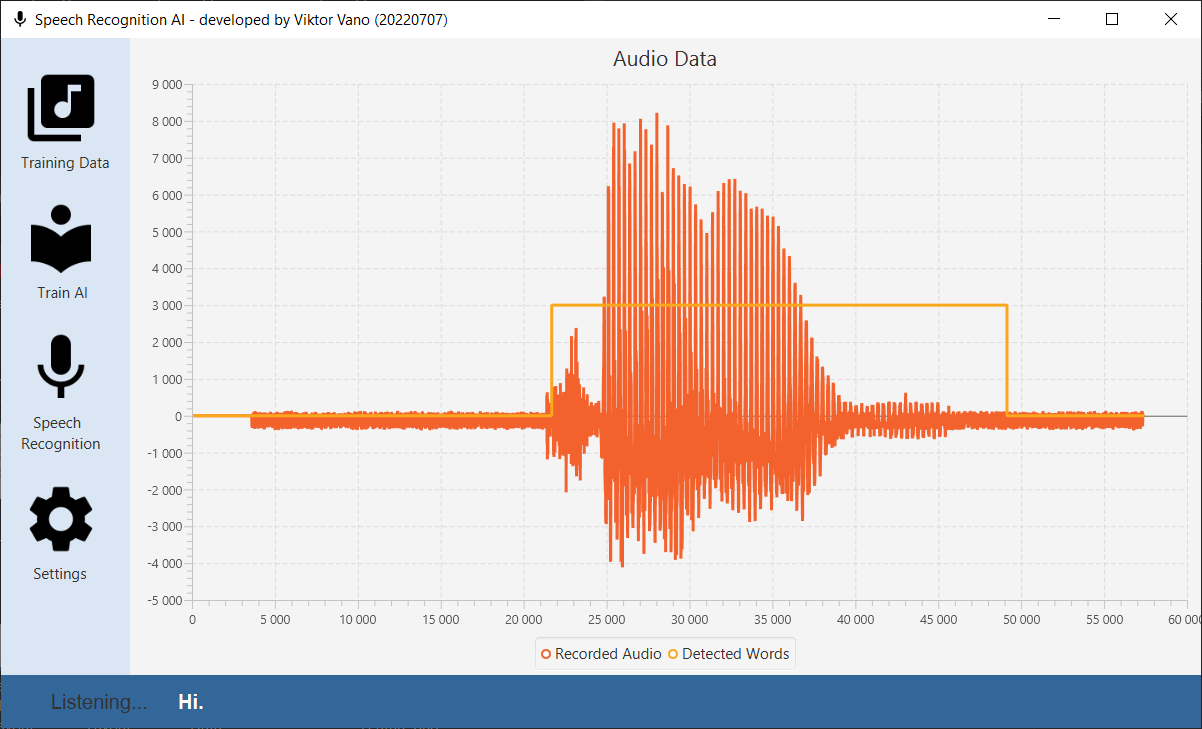 Speech Recognition AI - developed by Viktor Vano (20220707)
Training Data
Train AI
Speech
Recognition
Settings
Audio Data
9 000
8 000
7 000
6 000
5 000
4 000
3 000
2 000
1 000
0
-1 000
-2 000
-3 000
-4 000
-5 000
0 5 000 10 000 15 000 20 000 25 000 30 000 35 000 40 000 45 000 50 000 55 000 60 000
Recorded Audio Detected Words
Listening... Hi.